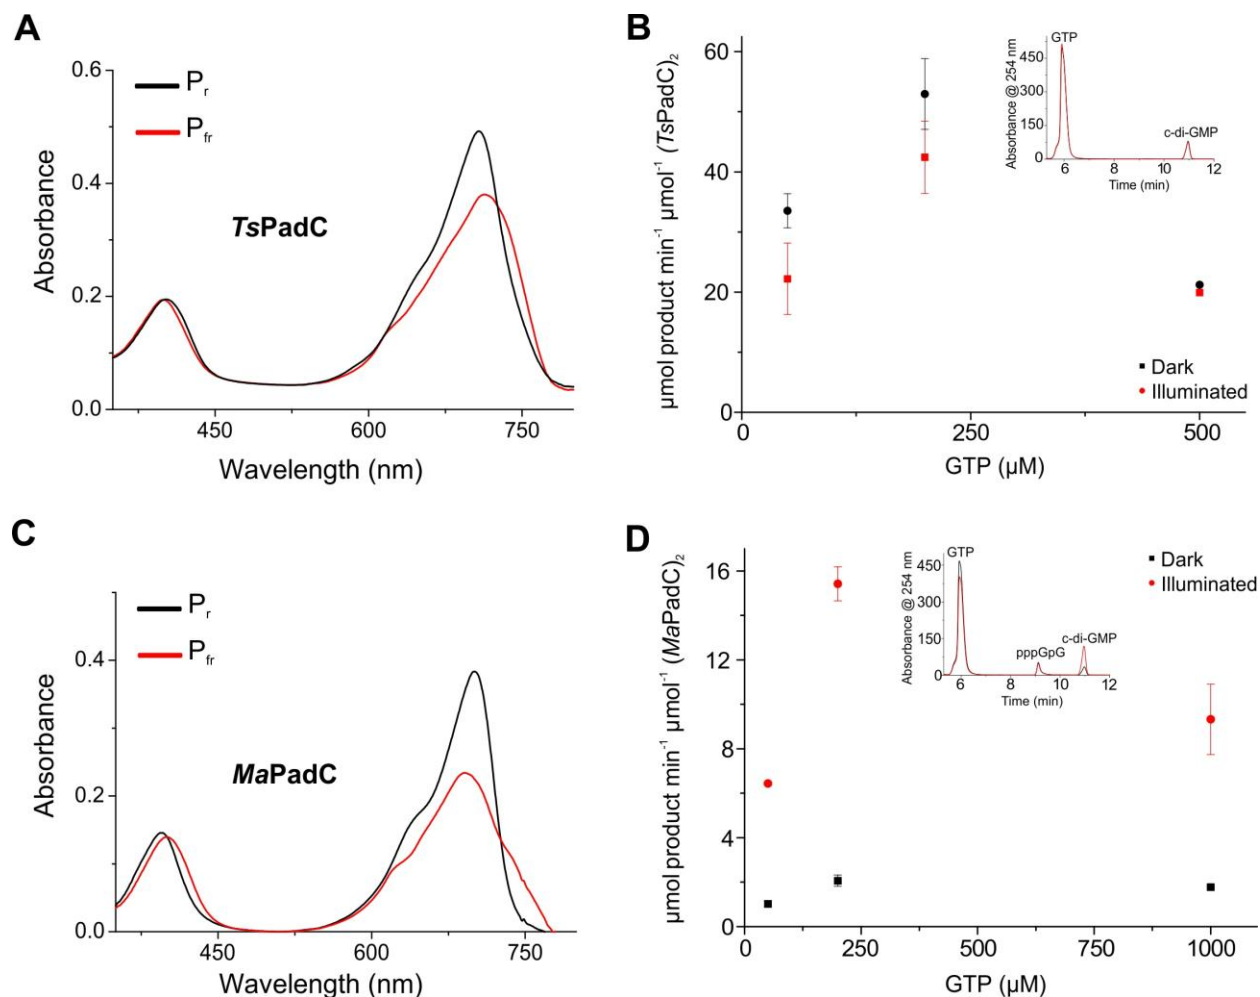 A
0.6
0.4
0.2
0.0
Absorbance
Pr
Pfr
TsPadC
450
600
750
Wavelength (nm)
B
60
40
20
0
µmol product min-1 µmol-1 (TsPadC)2
GTP
450
300
150
0
Absorbance @ 254 nm
c-di-GMP
6
8
10
12
Time (min)
Dark
Illuminated
0
250
500
GTP (µM)
C
0.4
0.2
0.0
Absorbance
Pr
Pfr
MaPadC
450
600
750
Wavelength (nm)
D
16
12
8
4
0
µmol product min-1 µmol-1 (MaPadC)2
GTP
450
300
150
0
Absorbance @ 254 nm
pppGpG
c-di-GMP
6
8
10
12
Time (min)
Dark
Illuminated
0
250
500
750
1000
GTP (µM)